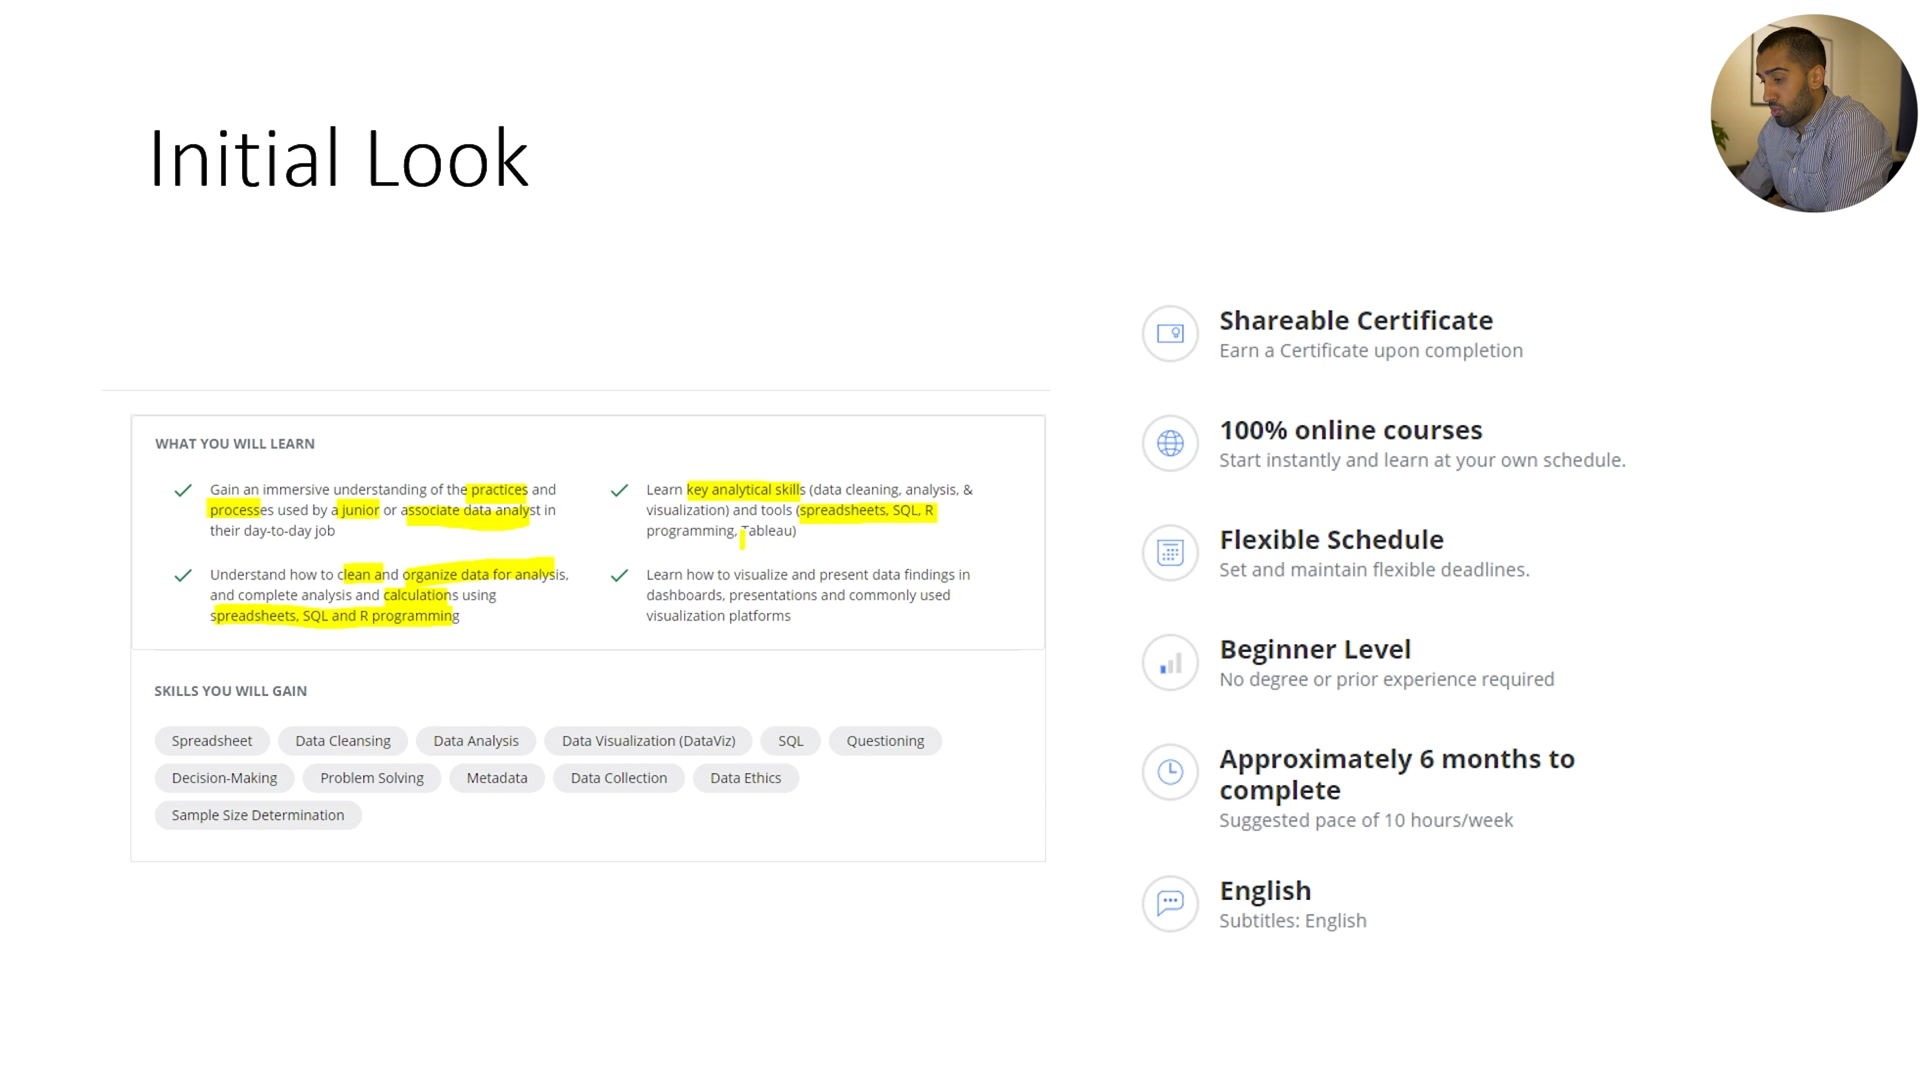 Initial Look
WHAT YOU WILL LEARN
Gain an immersive understanding of the practices and
processes used by a junior or associate data analyst in
their day-to-day job
Understand how to clean and organize data for analysis,
and complete analysis and calculations using
spreadsheets, SQL and R programming
Learn key analytical skills (data cleaning, analysis, &
visualization) and tools (spreadsheets, SQL, R
programming, Tableau)
Learn how to visualize and present data findings in
dashboards, presentations and commonly used
visualization platforms
SKILLS YOU WILL GAIN
Spreadsheet Data Cleansing Data Analysis Data Visualization (DataViz) SQL Questioning
Decision-Making Problem Solving Metadata Data Collection Data Ethics
Sample Size Determination
Shareable Certificate
Earn a Certificate upon completion
100% online courses
Start instantly and learn at your own schedule.
Flexible Schedule
Set and maintain flexible deadlines.
Beginner Level
No degree or prior experience required
Approximately 6 months to
complete
Suggested pace of 10 hours/week
English
Subtitles: English